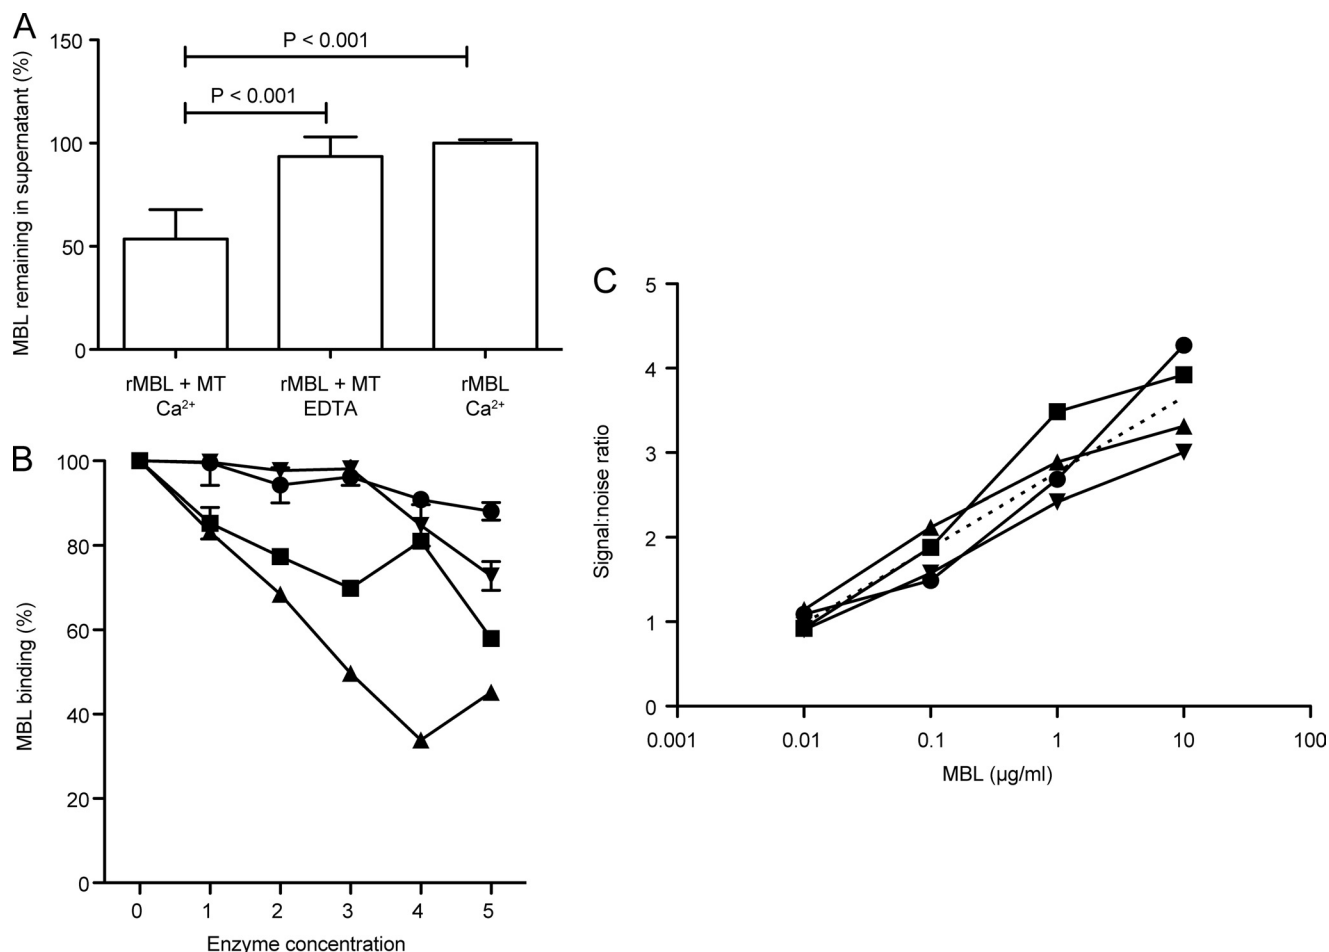 A
MBL remaining in supernatant (%)
150
100
50
0
P < 0.001
P < 0.001
rMBL + MT
Ca²⁺
rMBL + MT
EDTA
rMBL
Ca²⁺
B
MBL binding (%)
100
80
60
40
20
0
0 1 2 3 4 5
Enzyme concentration
C
Signal:noise ratio
5
4
3
2
1
0
0.001 0.01 0.1 1 10 100
MBL (µg/ml)